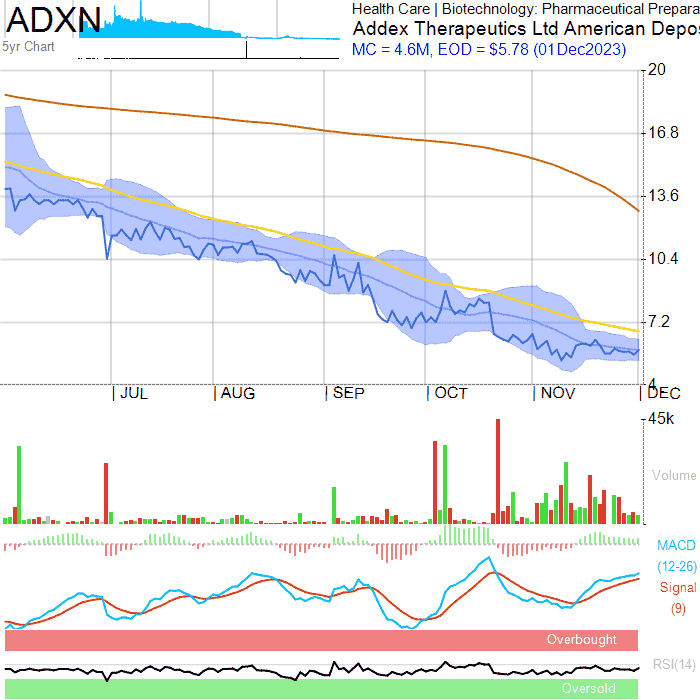 ADXN
5yr Chart
Health Care | Biotechnology: Pharmaceutical Prepara
Addex Therapeutics Ltd American Depos
MC = 4.6M, EOD = $5.78 (01Dec2023)
20
16.8
13.6
10.4
7.2
4
JUL AUG SEP OCT NOV DEC
45k
Volume
MACD
(12-26)
Signal
(9)
Overbought
RSI(14)
Oversold